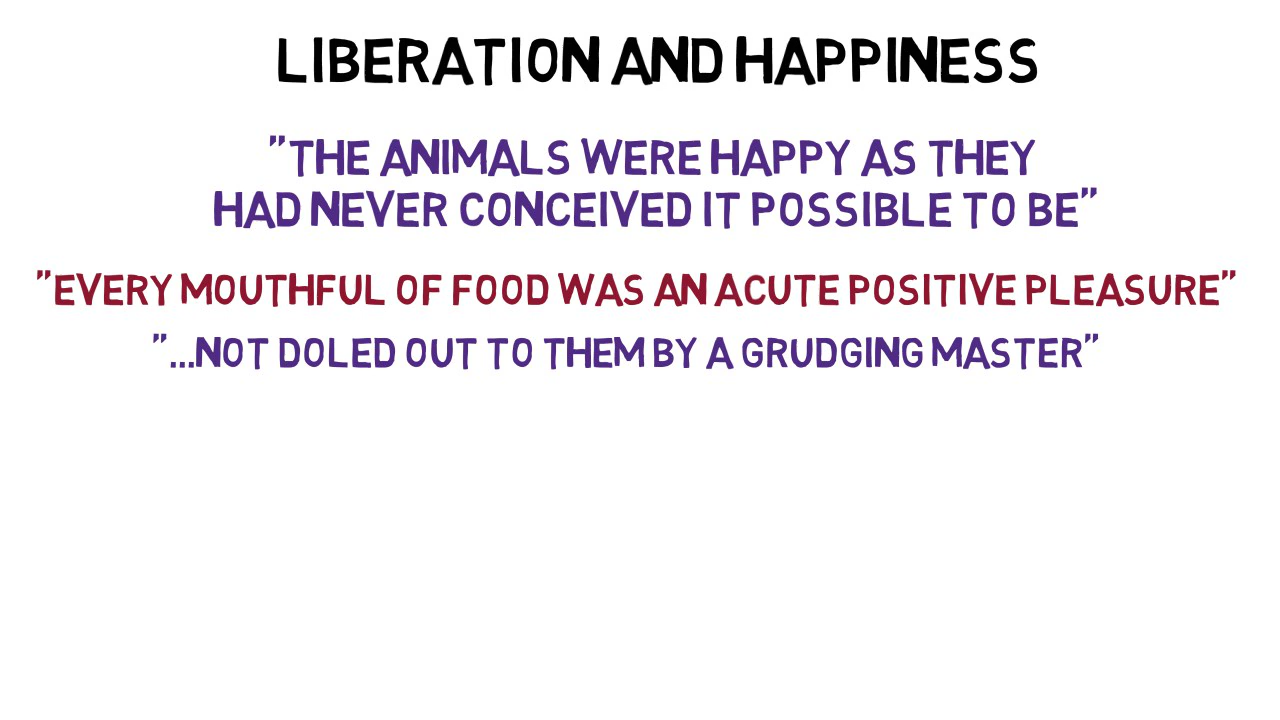 LIBERATION AND HAPPINESS
"THE ANIMALS WERE HAPPY AS THEY
HAD NEVER CONCEIVED IT POSSIBLE TO BE"
"EVERY MOUTHFUL OF FOOD WAS AN ACUTE POSITIVE PLEASURE"
"...NOT DOLED OUT TO THEM BY A GRUDGING MASTER"